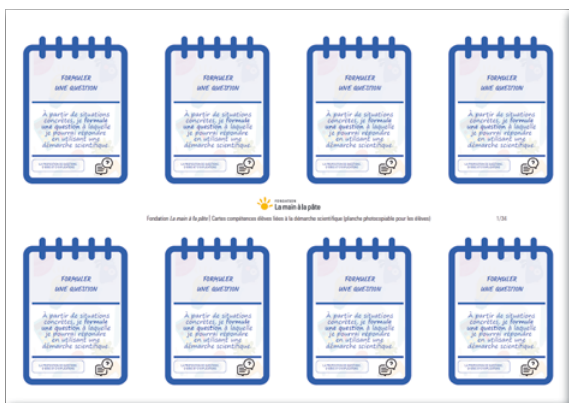 FORMULER
UNE QUESTION
À partir de situations
concrètes, je formule
une question à laquelle
je pourrai répondre
en utilisant une
démarche scientifique.
FORMULER
UNE QUESTION
À partir de situations
concrètes, je formule
une question à laquelle
je pourrai répondre
en utilisant une
démarche scientifique.
FORMULER
UNE QUESTION
À partir de situations
concrètes, je formule
une question à laquelle
je pourrai répondre
en utilisant une
démarche scientifique.
FORMULER
UNE QUESTION
À partir de situations
concrètes, je formule
une question à laquelle
je pourrai répondre
en utilisant une
démarche scientifique.
FONDATION
La main à la pâte
Fondation La main à la pâte | Cartes compétences élèves liées à la démarche scientifique (planche photocopiable pour les élèves)
FORMULER
UNE QUESTION
À partir de situations
concrètes, je formule
une question à laquelle
je pourrai répondre
en utilisant une
démarche scientifique.
FORMULER
UNE QUESTION
À partir de situations
concrètes, je formule
une question à laquelle
je pourrai répondre
en utilisant une
démarche scientifique.
FORMULER
UNE QUESTION
À partir de situations
concrètes, je formule
une question à laquelle
je pourrai répondre
en utilisant une
démarche scientifique.
FORMULER
UNE QUESTION
À partir de situations
concrètes, je formule
une question à laquelle
je pourrai répondre
en utilisant une
démarche scientifique.